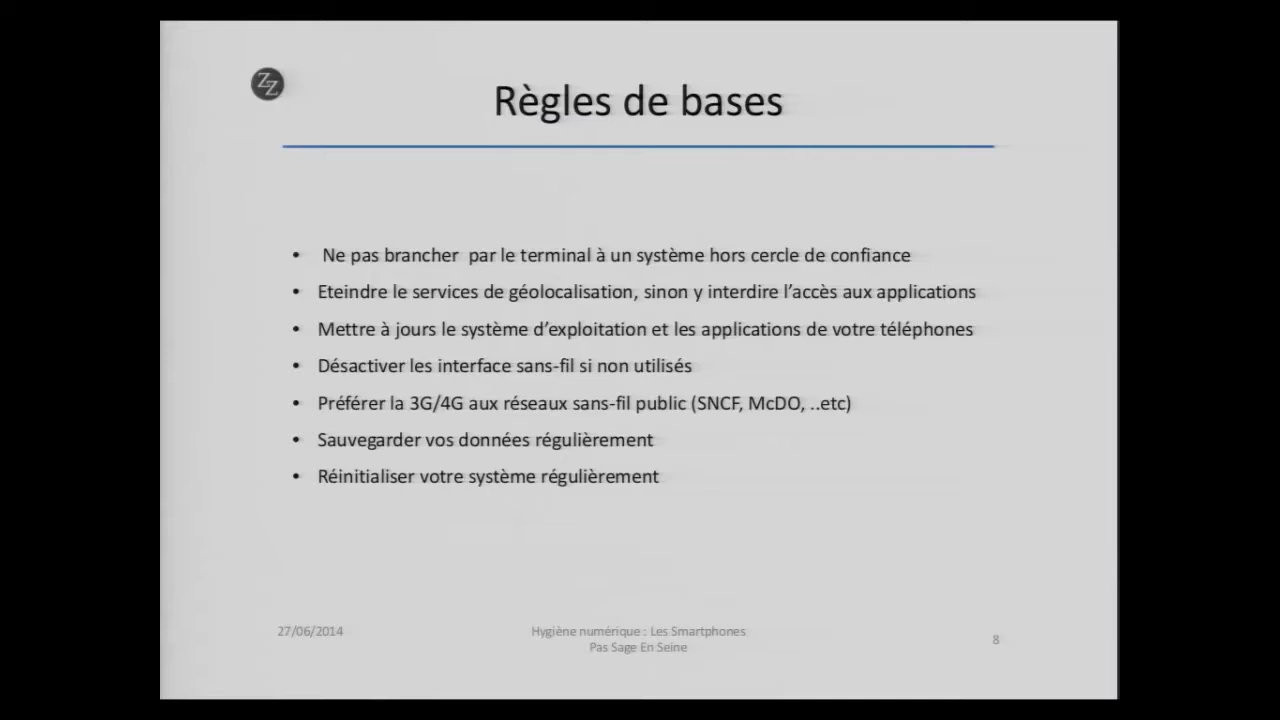 ZZ
Règles de bases
• Ne pas brancher par le terminal à un système hors cercle de confiance
• Eteindre le services de géolocalisation, sinon y interdire l’accès aux applications
• Mettre à jours le système d’exploitation et les applications de votre téléphones
• Désactiver les interface sans-fil si non utilisés
• Préférer la 3G/4G aux réseaux sans-fil public (SNCF, McDO, ..etc)
• Sauvegarder vos données régulièrement
• Réinitialiser votre système régulièrement
27/06/2014
Hygiène numérique : Les Smartphones
Pas Sage En Seine
8